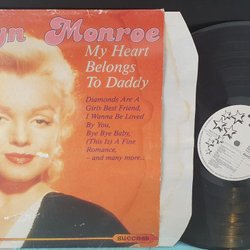 yn Monroe
My Heart
Belongs
To Daddy
Diamonds Are A
Girls Best Friend,
I Wanna Be Loved
By You,
Bye Bye Baby,
(This Is) A Fine
Romance,
- and many more...
success